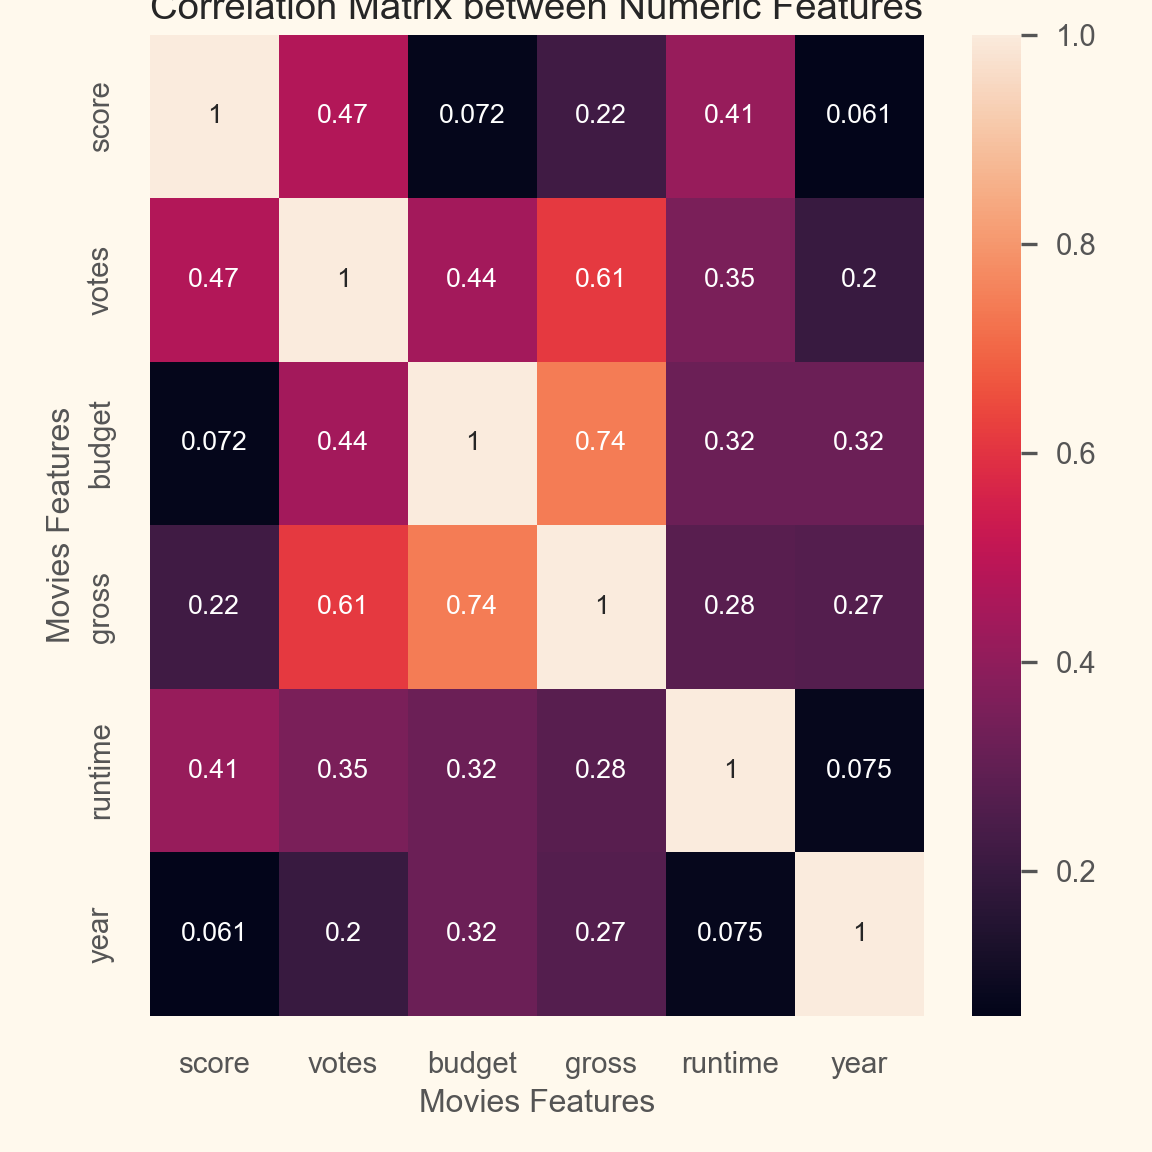 Correlation Matrix between Numeric Features
score 1 0.47 0.072 0.22 0.41 0.061
votes 0.47 1 0.44 0.61 0.35 0.2
budget 0.072 0.44 1 0.74 0.32 0.32
gross 0.22 0.61 0.74 1 0.28 0.27
runtime 0.41 0.35 0.32 0.28 1 0.075
year 0.061 0.2 0.32 0.27 0.075 1
Movies Features
score votes budget gross runtime year
Movies Features
1.0
0.8
0.6
0.4
0.2